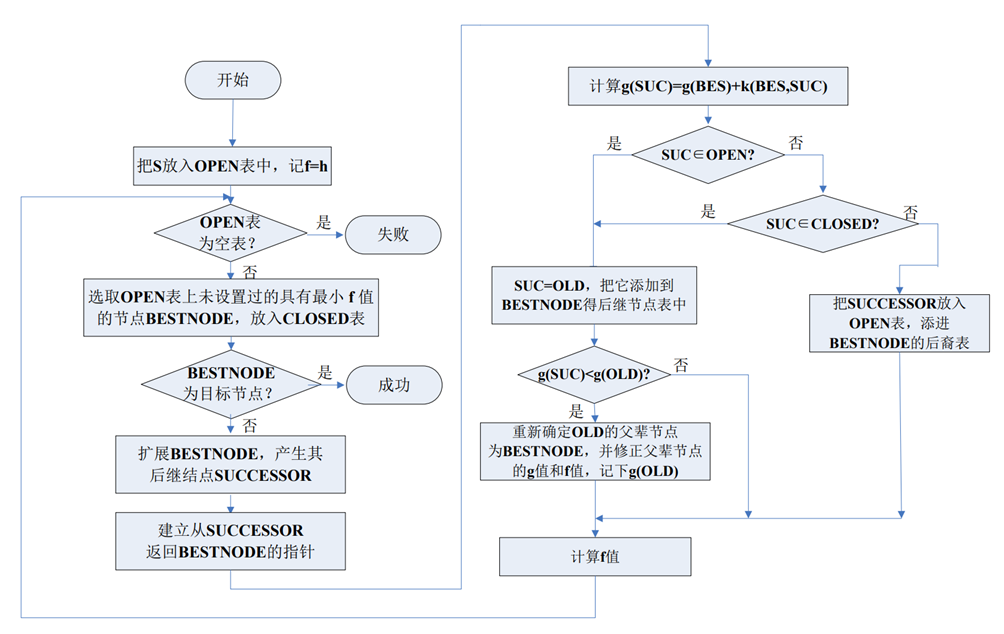 开始
把S放入OPEN表中，记f=h
OPEN表
为空表？
是
失败
否
选取OPEN表上未设置过的具有最小 f 值
的节点BESTNODE，放入CLOSED表
BESTNODE
为目标节点？
是
成功
否
扩展BESTNODE，产生其
后继结点SUCCESSOR
建立从SUCCESSOR
返回BESTNODE的指针
计算g(SUC)=g(BES)+k(BES,SUC)
SUC∈OPEN?
是
否
SUC∈CLOSED?
是
否
SUC=OLD，把它添加到
BESTNODE得后继节点表中
把SUCCESSOR放入
OPEN表，添进
BESTNODE的后裔表
g(SUC)<g(OLD)?
否
是
重新确定OLD的父辈节点
为BESTNODE，并修正父辈节点
的g值和f值，记下g(OLD)
计算f值